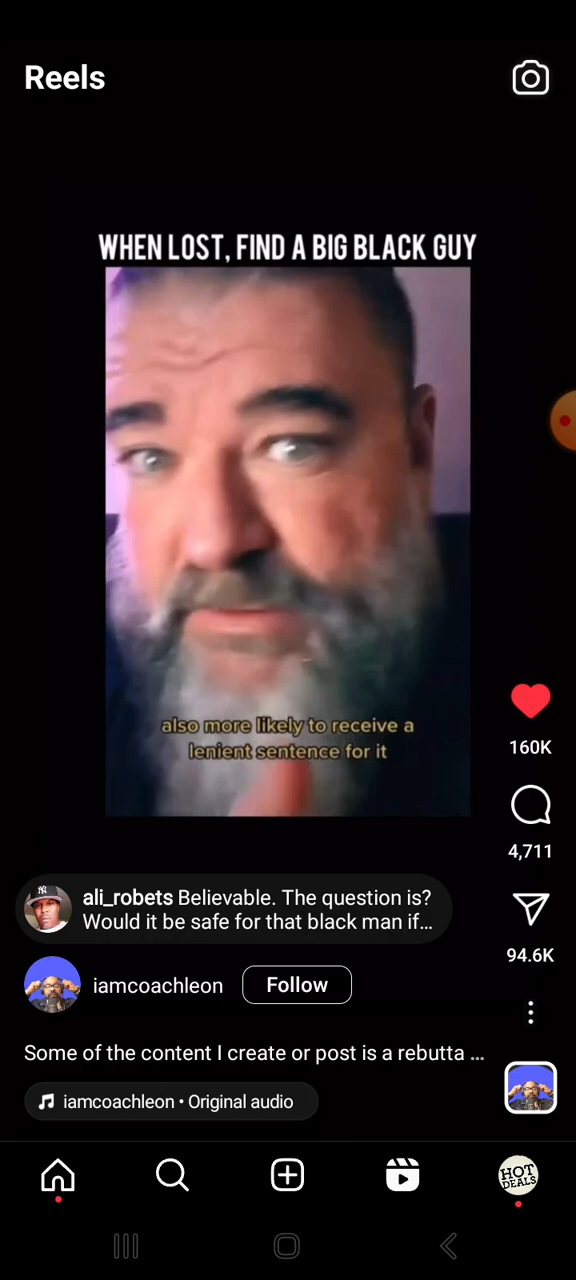 Reels
WHEN LOST, FIND A BIG BLACK GUY
also more likely to receive a
lenient sentence for it
160K
4,711
94.6K
ali_robets Believable. The question is?
Would it be safe for that black man if...
iamcoachleon
Follow
Some of the content I create or post is a rebutta ...
iamcoachleon • Original audio
HOT
DEALS